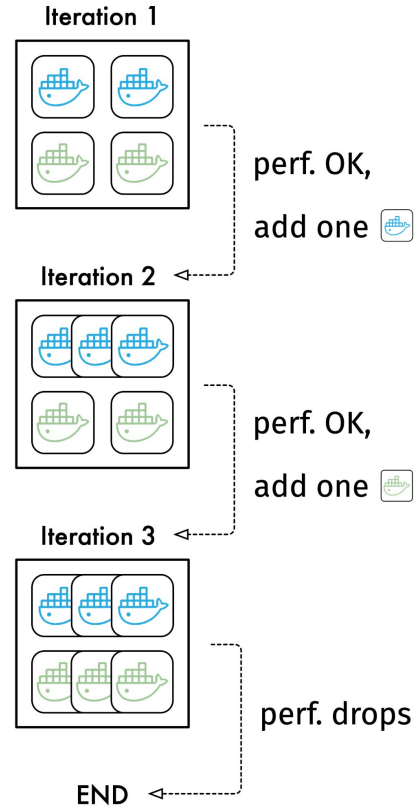 Iteration 1
perf. OK,
add one
Iteration 2
perf. OK,
add one
Iteration 3
perf. drops
END